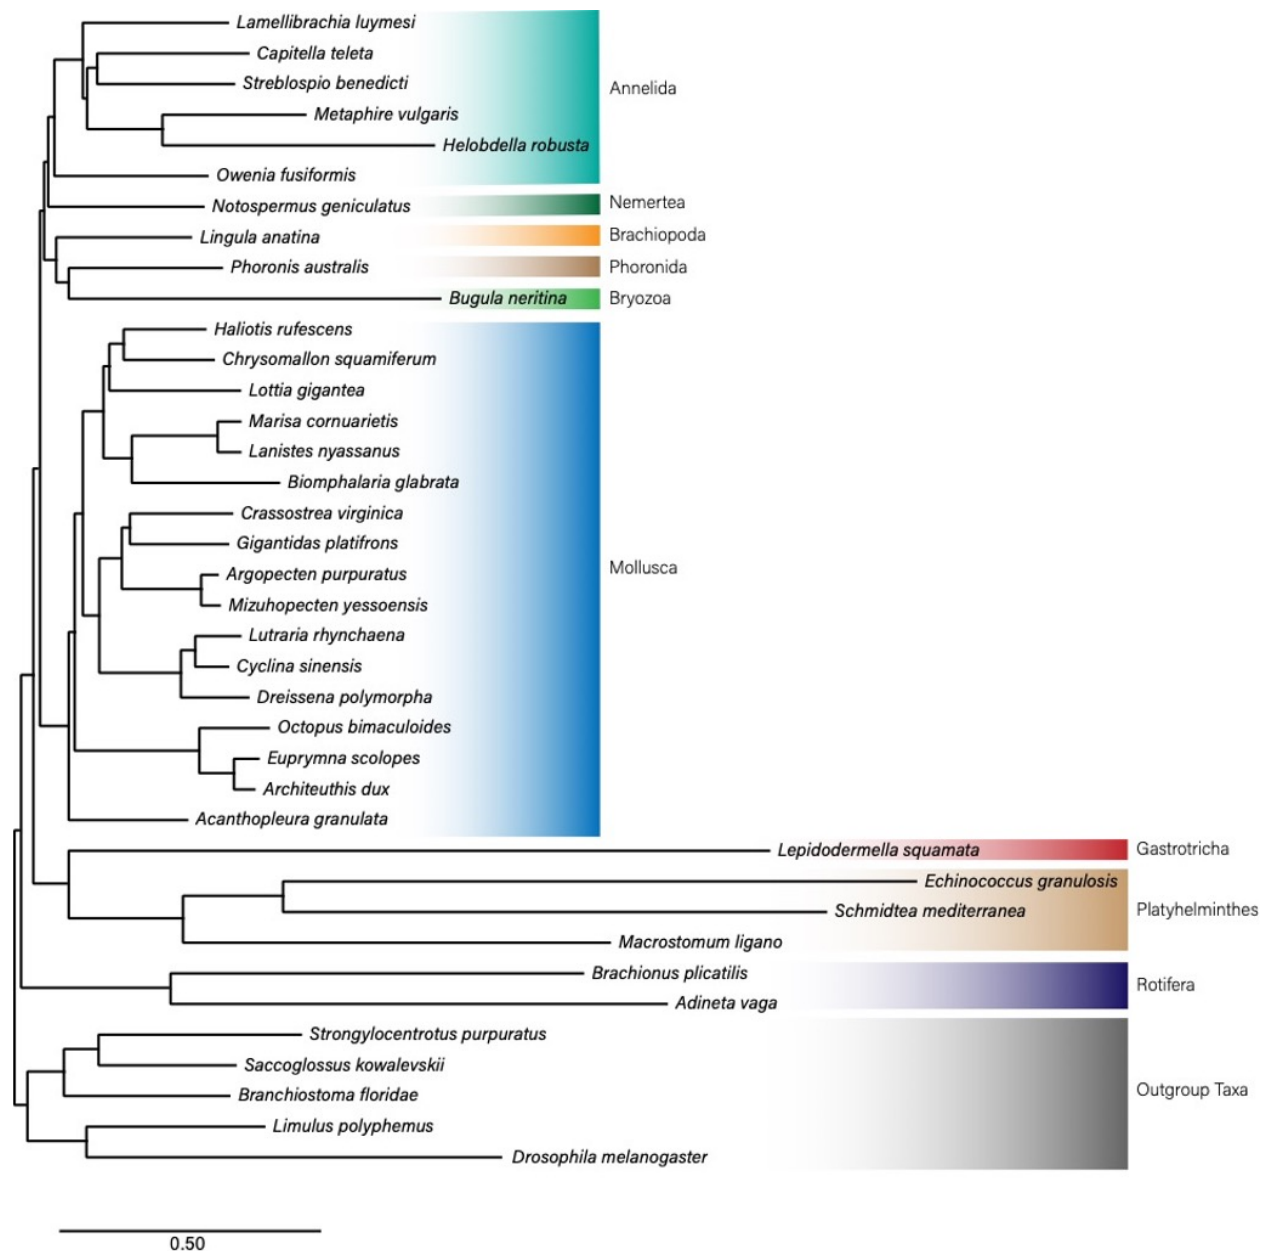 Lamellibrachia luymesi
Capitella teleta
Streblospio benedicti
Annelida
Metaphire vulgaris
Helobdella robusta
Owenia fusiformis
Notospermus geniculatus
Nemertea
Lingula anatina
Brachiopoda
Phoronis australis
Phoronida
Bugula neritina
Bryozoa
Haliotis rufescens
Chrysomallon squamiferum
Lottia gigantea
Marisa cornuarietis
Lanistes nyassanus
Biomphalaria glabrata
Crassostrea virginica
Gigantidas platifrons
Mollusca
Argopecten purpuratus
Mizuhopecten yessoensis
Lutraria rhynchaena
Cyclina sinensis
Dreissena polymorpha
Octopus bimaculoides
Euprymna scolopes
Architeuthis dux
Acanthopleura granulata
Lepidodermella squamata
Gastrotricha
Echinococcus granulosis
Schmidtea mediterranea
Platyhelminthes
Macrostomum ligano
Brachionus plicatilis
Rotifera
Adineta vaga
Strongylocentrotus purpuratus
Saccoglossus kowalevskii
Branchiostoma floridae
Outgroup Taxa
Limulus polyphemus
Drosophila melanogaster
0.50